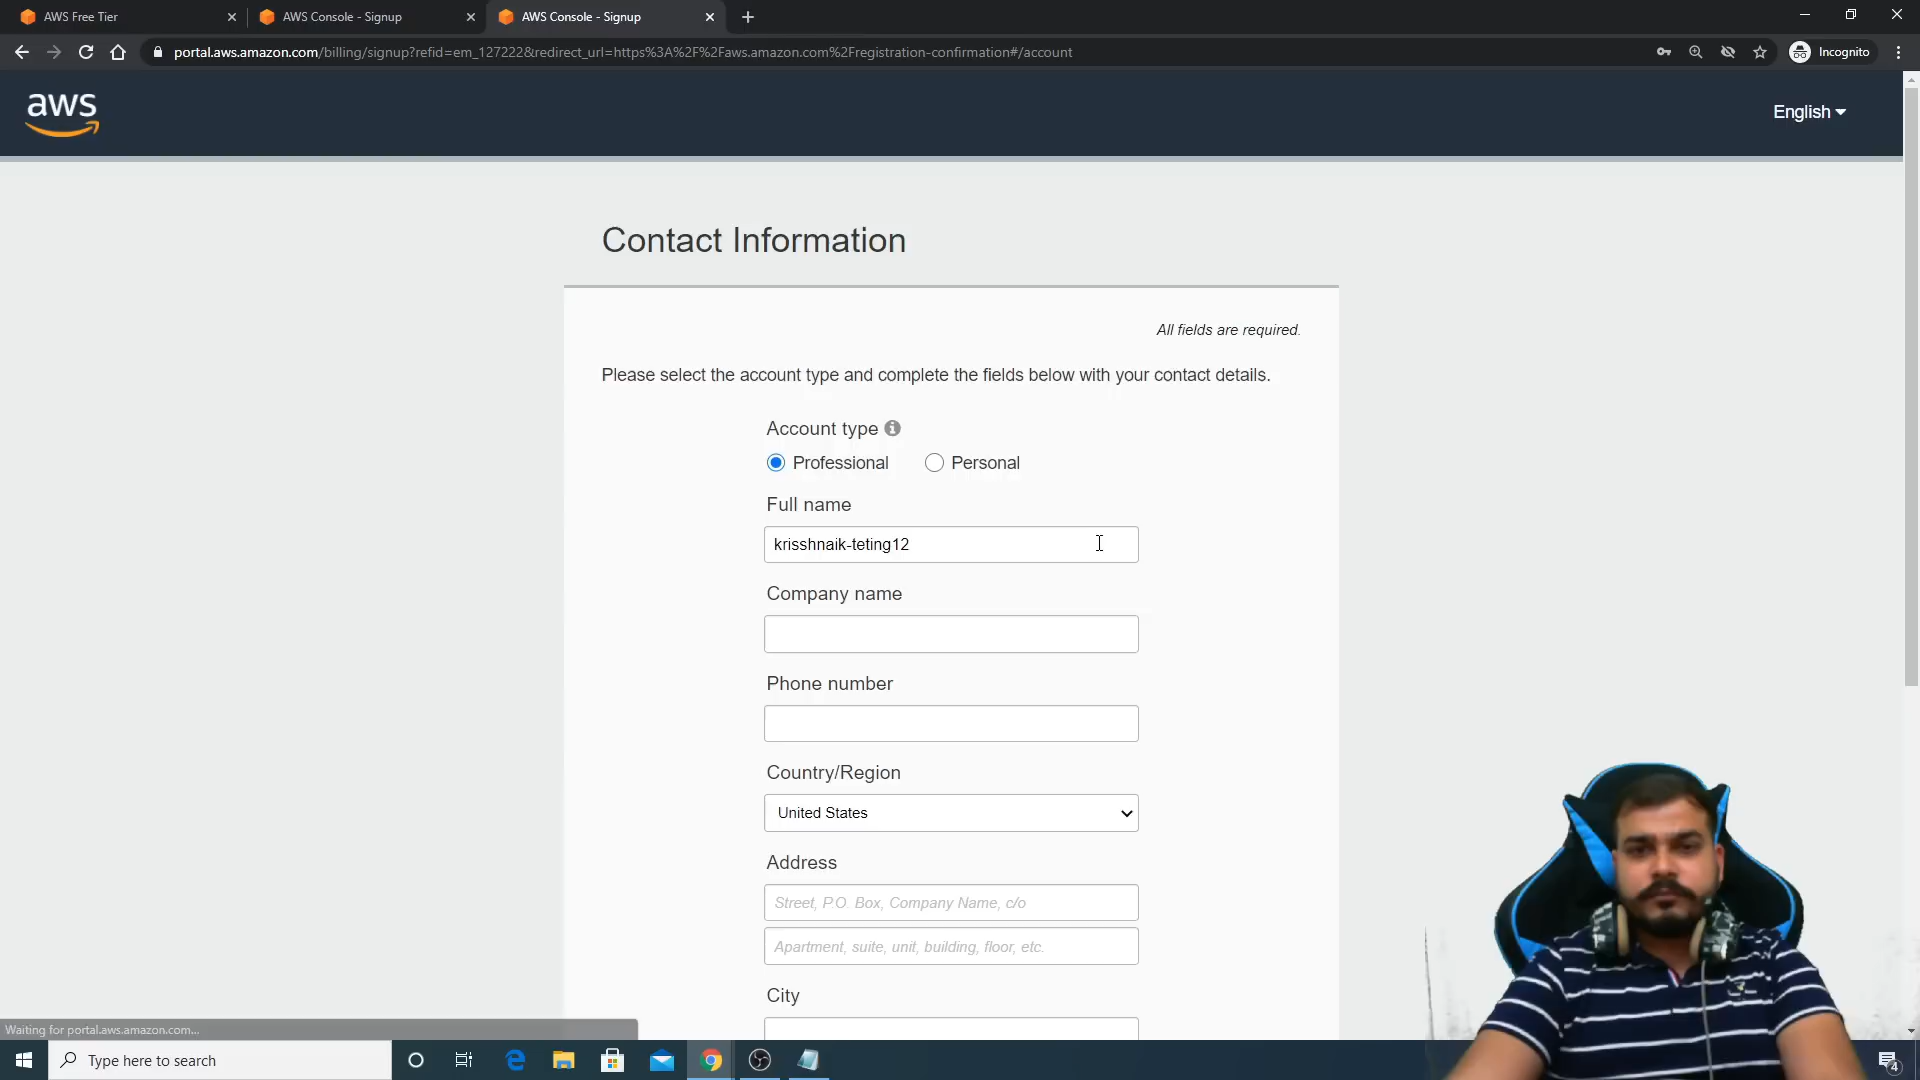 AWS Free Tier
AWS Console - Signup
AWS Console - Signup
portal.aws.amazon.com/billing/signup?refid=em_127222&redirect_url=https%3A%2F%2Faws.amazon.com%2Fregistration-confirmation#/account
Incognito
aws
English
Contact Information
All fields are required.
Please select the account type and complete the fields below with your contact details.
Account type
Professional
Personal
Full name
krisshnaik-teting12
Company name
Phone number
Country/Region
United States
Address
Street, P.O. Box, Company Name, c/o
Apartment, suite, unit, building, floor, etc.
City
Waiting for portal.aws.amazon.com...
Type here to search
4